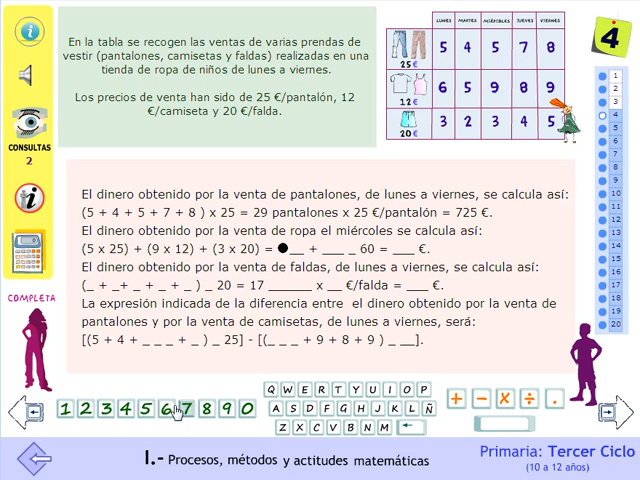 En la tabla se recogen las ventas de varias prendas de
vestir (pantalones, camisetas y faldas) realizadas en una
tienda de ropa de niños de lunes a viernes.
Los precios de venta han sido de 25 €/pantalón, 12
€/camiseta y 20 €/falda.
LUNES MARTES MIÉRCOLES JUEVES VIERNES
25 € 5 4 5 7 8
12 € 6 5 9 8 9
20 € 3 2 3 4 5
4
CONSULTAS
2
1
2
3
4
5
6
7
8
9
10
11
12
13
14
15
16
17
18
19
20
El dinero obtenido por la venta de pantalones, de lunes a viernes, se calcula así:
(5 + 4 + 5 + 7 + 8 ) x 25 = 29 pantalones x 25 €/pantalón = 725 €.
El dinero obtenido por la venta de ropa el miércoles se calcula así:
(5 x 25) + (9 x 12) + (3 x 20) = __ + ___ _ 60 = ___ €.
El dinero obtenido por la venta de faldas, de lunes a viernes, se calcula así:
(_ + _+ _ + _ + _ ) _ 20 = 17 _____ x __ €/falda = ___ €.
La expresión indicada de la diferencia entre el dinero obtenido por la venta de
pantalones y por la venta de camisetas, de lunes a viernes, será:
[(5 + 4 + _ _ _ + _ ) _ 25] - [(_ _ _ + 9 + 8 + 9 ) _ __].
COMPLETA
1 2 3 4 5 6 7 8 9 0
Q W E R T Y U I O P
A S D F G H J K L Ñ
Z X C V B N M
+ - x ÷ .
I.- Procesos, métodos y actitudes matemáticas
Primaria: Tercer Ciclo
(10 a 12 años)